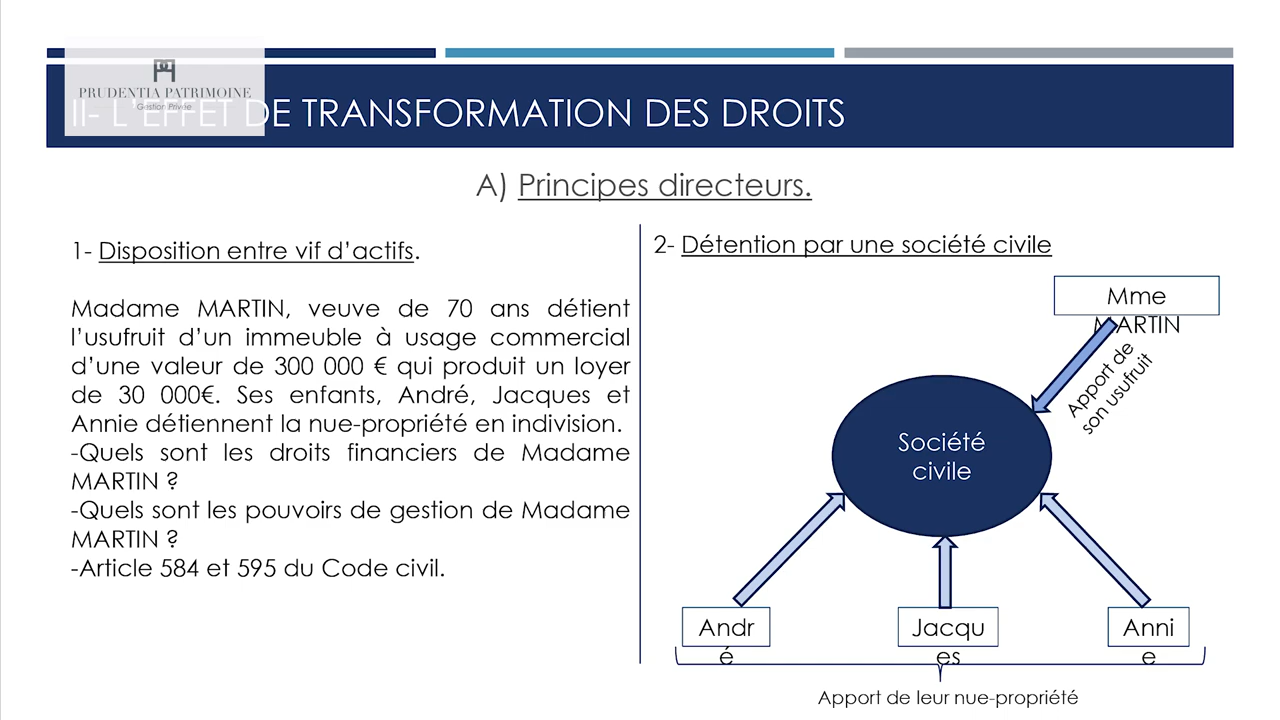 PRUDENTIA PATRIMOINE
Gestion Privée
II- L'EFFET DE TRANSFORMATION DES DROITS
A) Principes directeurs.
1- Disposition entre vif d'actifs.
Madame MARTIN, veuve de 70 ans détient
l'usufruit d'un immeuble à usage commercial
d'une valeur de 300 000 € qui produit un loyer
de 30 000€. Ses enfants, André, Jacques et
Annie détiennent la nue-propriété en indivision.
-Quels sont les droits financiers de Madame
MARTIN ?
-Quels sont les pouvoirs de gestion de Madame
MARTIN ?
-Article 584 et 595 du Code civil.
2- Détention par une société civile
Mme
MARTIN
Apport de
son usufruit
Société
civile
Andr
é
Jacqu
es
Anni
e
Apport de leur nue-propriété